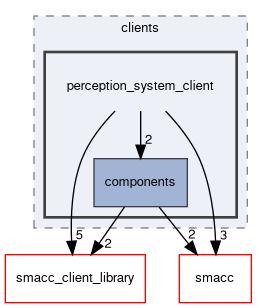 clients
perception_system_client
2
components
5
2
2
3
smacc_client_library
smacc